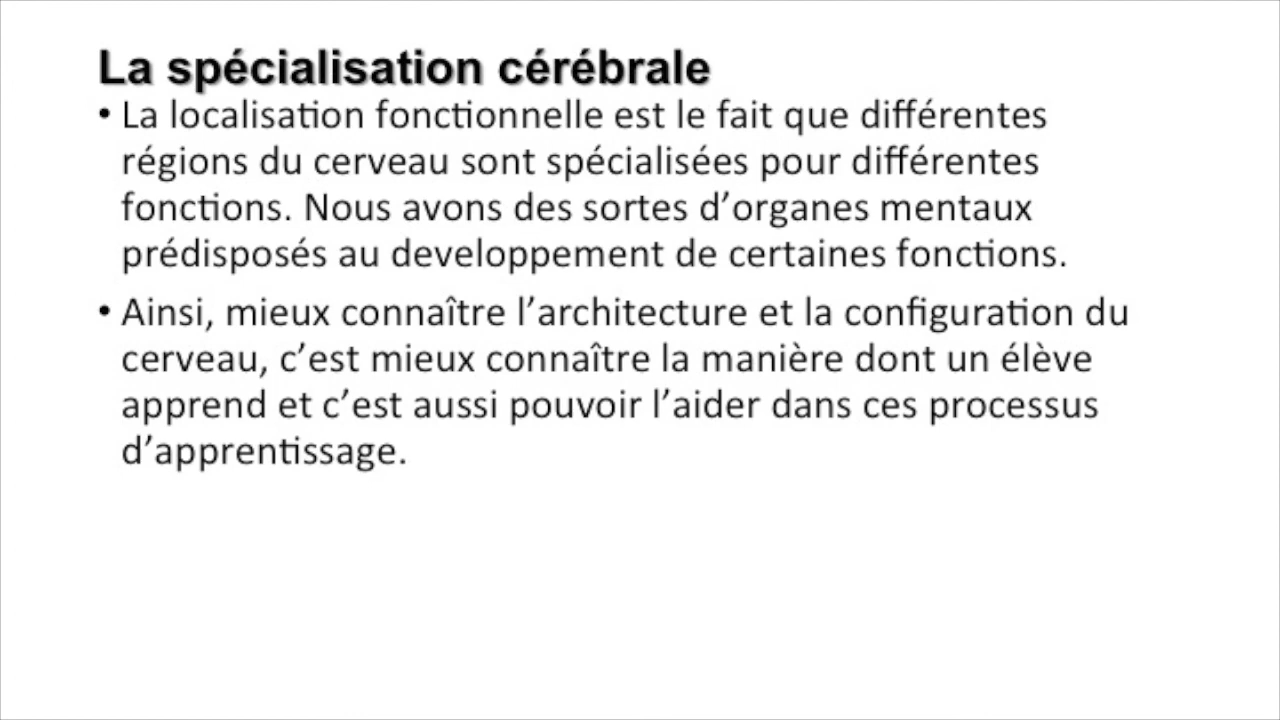 La spécialisation cérébrale
• La localisation fonctionnelle est le fait que différentes
régions du cerveau sont spécialisées pour différentes
fonctions. Nous avons des sortes d’organes mentaux
prédisposés au developpement de certaines fonctions.
• Ainsi, mieux connaître l’architecture et la configuration du
cerveau, c’est mieux connaître la manière dont un élève
apprend et c’est aussi pouvoir l’aider dans ces processus
d’apprentissage.